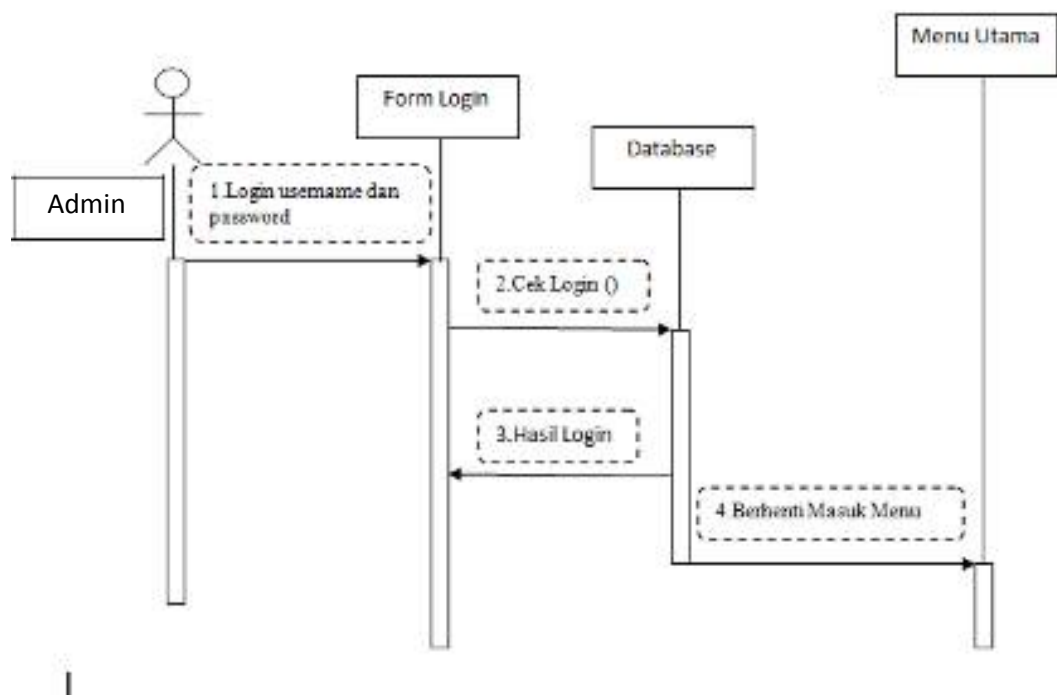 Menu Utama
Form Login
Database
Admin
1.Login username dan
password
2.Cek Login ()
3.Hasil Login
4 Berhenti Masuk Menu